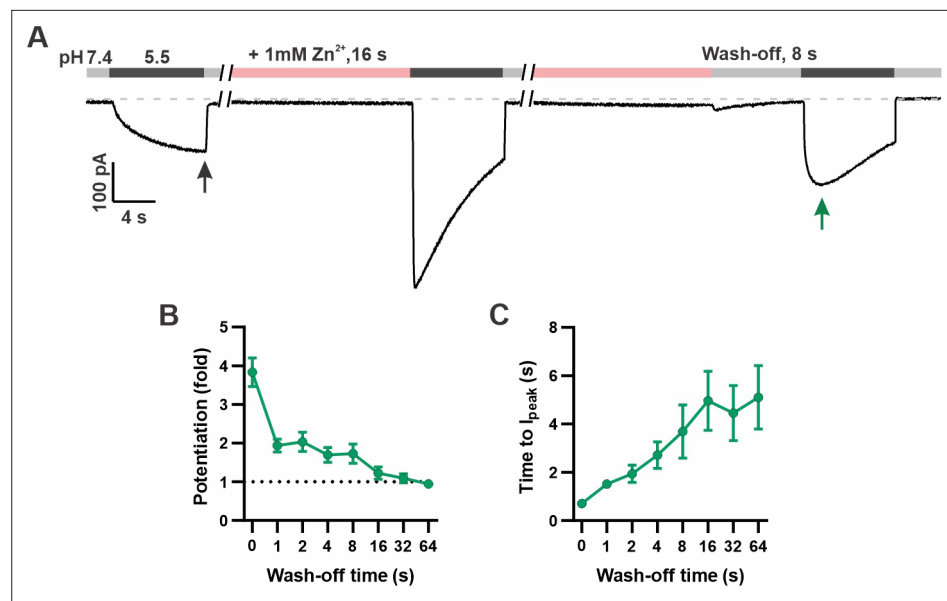 A
pH 7.4 5.5 + 1mM Zn²⁺,16 s Wash-off, 8 s
100 pA
4 s
B
Potentiation (fold)
5
4
3
2
1
0
0 1 2 4 8 16 32 64
Wash-off time (s)
C
Time to Ipeak (s)
8
6
4
2
0
0 1 2 4 8 16 32 64
Wash-off time (s)